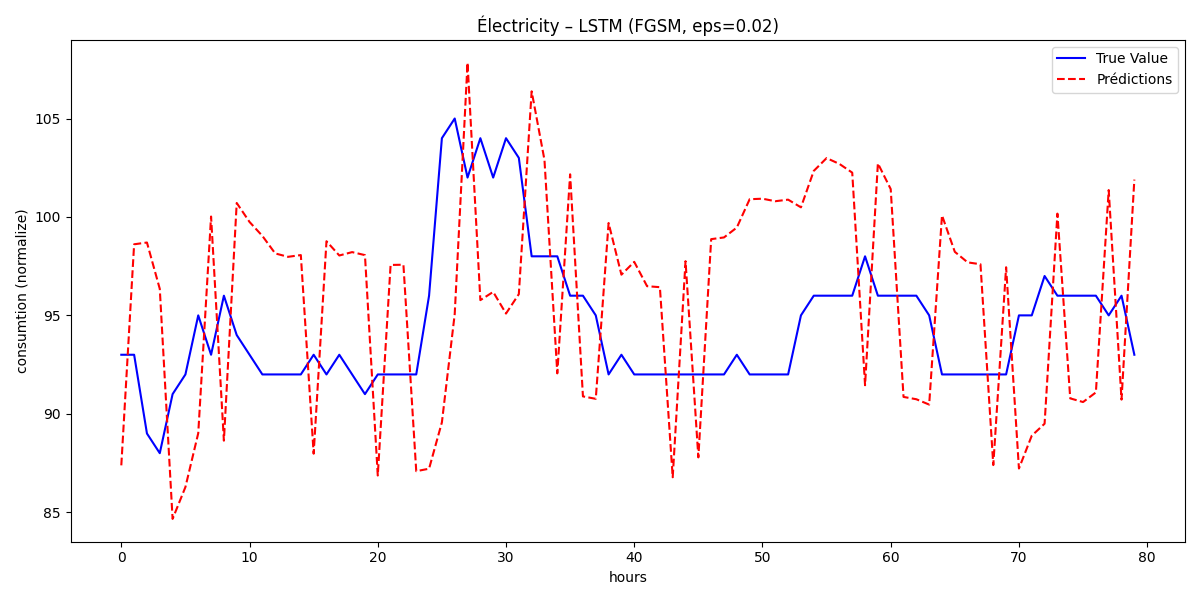 Électricity – LSTM (FGSM, eps=0.02)
True Value
Prédictions
consumtion (normalize)
105
100
95
90
85
0 10 20 30 40 50 60 70 80
hours